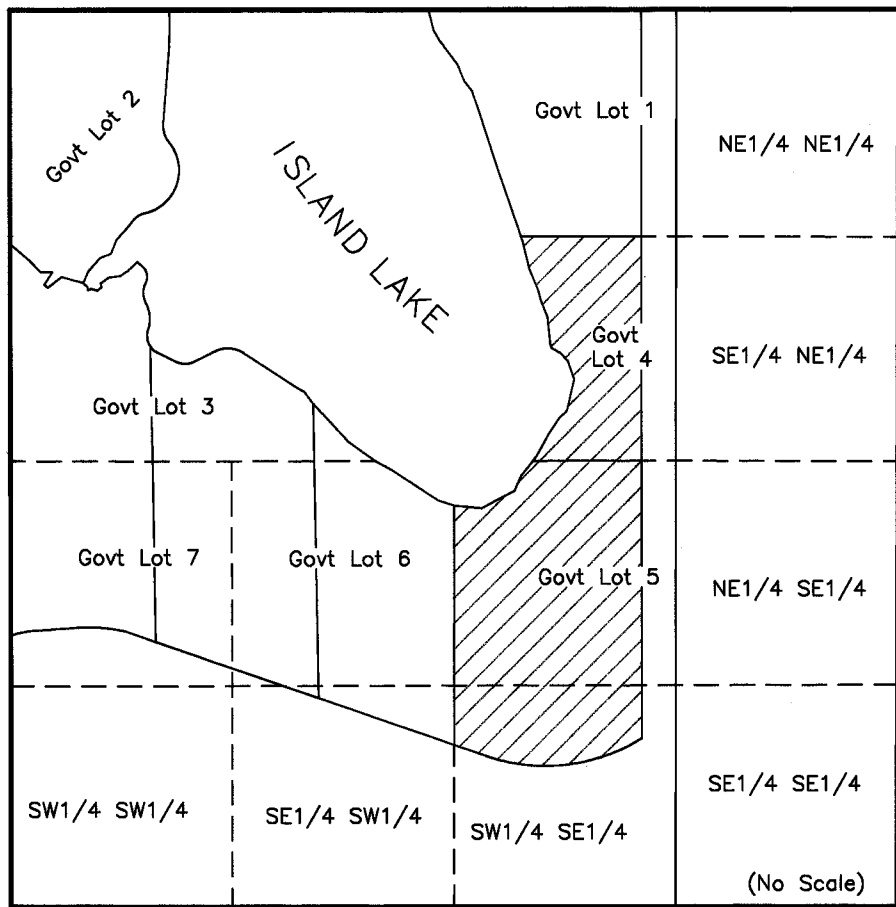 Govt Lot 2
ISLAND LAKE
Govt Lot 1
NE1/4 NE1/4
Govt
Lot 4
SE1/4 NE1/4
Govt Lot 3
Govt Lot 7
Govt Lot 6
Govt Lot 5
NE1/4 SE1/4
SW1/4 SW1/4
SE1/4 SW1/4
SW1/4 SE1/4
SE1/4 SE1/4
(No Scale)